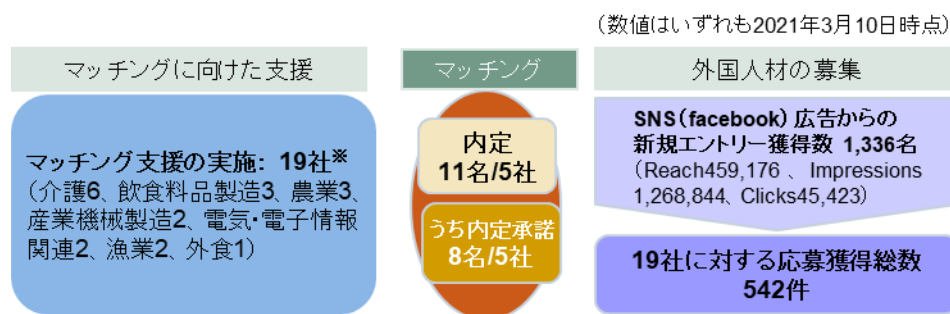 （数値はいずれも2021年3月10日時点）
マッチングに向けた支援
マッチング支援の実施： 19社※
（介護6、飲食料品製造3、農業3、
産業機械製造2、電気・電子情報
関連2、漁業2、外食1）
マッチング
内定
11名/5社
うち内定承諾
8名/5社
外国人材の募集
SNS（facebook）広告からの
新規エントリー獲得数 1,336名
（Reach459,176 、 Impressions
1,268,844、Clicks45,423）
19社に対する応募獲得総数
542件